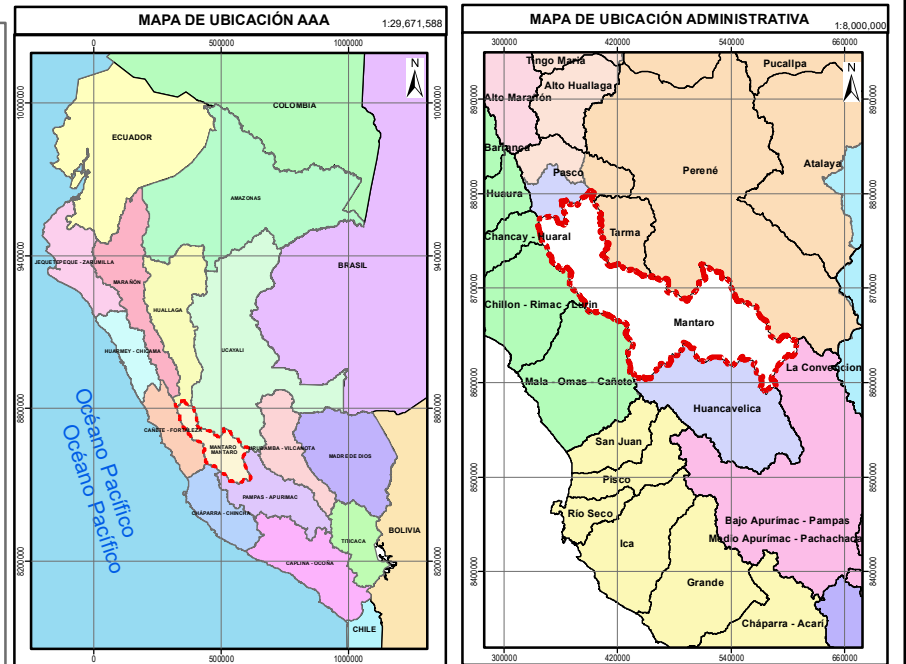 MAPA DE UBICACIÓN AAA
1:29,671,588
0 500000 1000000
N
COLOMBIA
ECUADOR
AMAZONAS
BRASIL
JEQUETEPEQUE - ZARUMILLA
MARAÑÓN
HUALLAGA
UCAYALI
HUARMEY - CHICAMA
Océano Pacífico
Océano Pacífico
CAÑETE - FORTALEZA
MANTARO
MANTARO
URUBAMBA - VILCANOTA
MADRE DE DIOS
PAMPAS - APURIMAC
CHÁPARRA - CHINCHA
BOLIVIA
TITICACA
CAPLINA - OCOÑA
CHILE
10000000
9400000
8800000
8200000
0 500000 1000000
MAPA DE UBICACIÓN ADMINISTRATIVA
1:8,000,000
300000 420000 540000 660000
N
Tingo María
Pucallpa
Alto Huallaga
Alto Marañón
Barranca
Pasco
Perené
Atalaya
Huaura
Tarma
Chancay - Huaral
Chillon - Rimac - Lurin
Mantaro
La Convencion
Mala - Omas - Cañete
Huancavelica
San Juan
Pisco
Río Seco
Bajo Apurímac - Pampas
Medio Apurímac - Pachachaca
Ica
Grande
Cháparra - Acarí
8910000
8800000
8700000
8600000
8500000
8400000
300000 420000 540000 660000